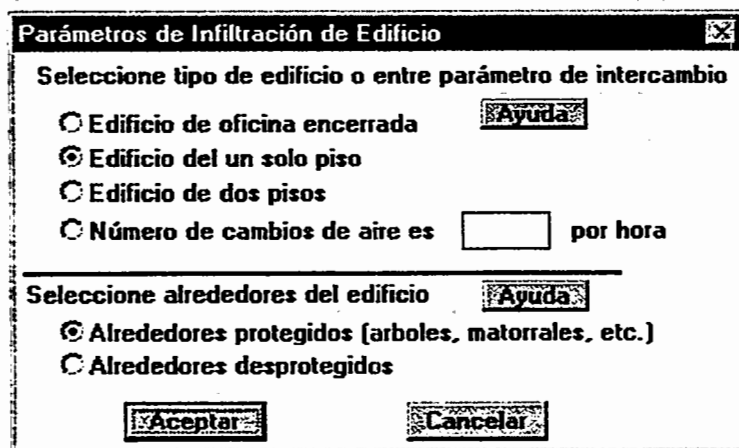 Parámetros de Infiltración de Edificio
Seleccione tipo de edificio o entre parámetro de intercambio
Edificio de oficina encerrada Ayuda
Edificio del un solo piso
Edificio de dos pisos
Número de cambios de aire es por hora
Seleccione alrededores del edificio Ayuda
Alrededores protegidos (arboles, matorrales, etc.)
Alrededores desprotegidos
Aceptar Cancelar